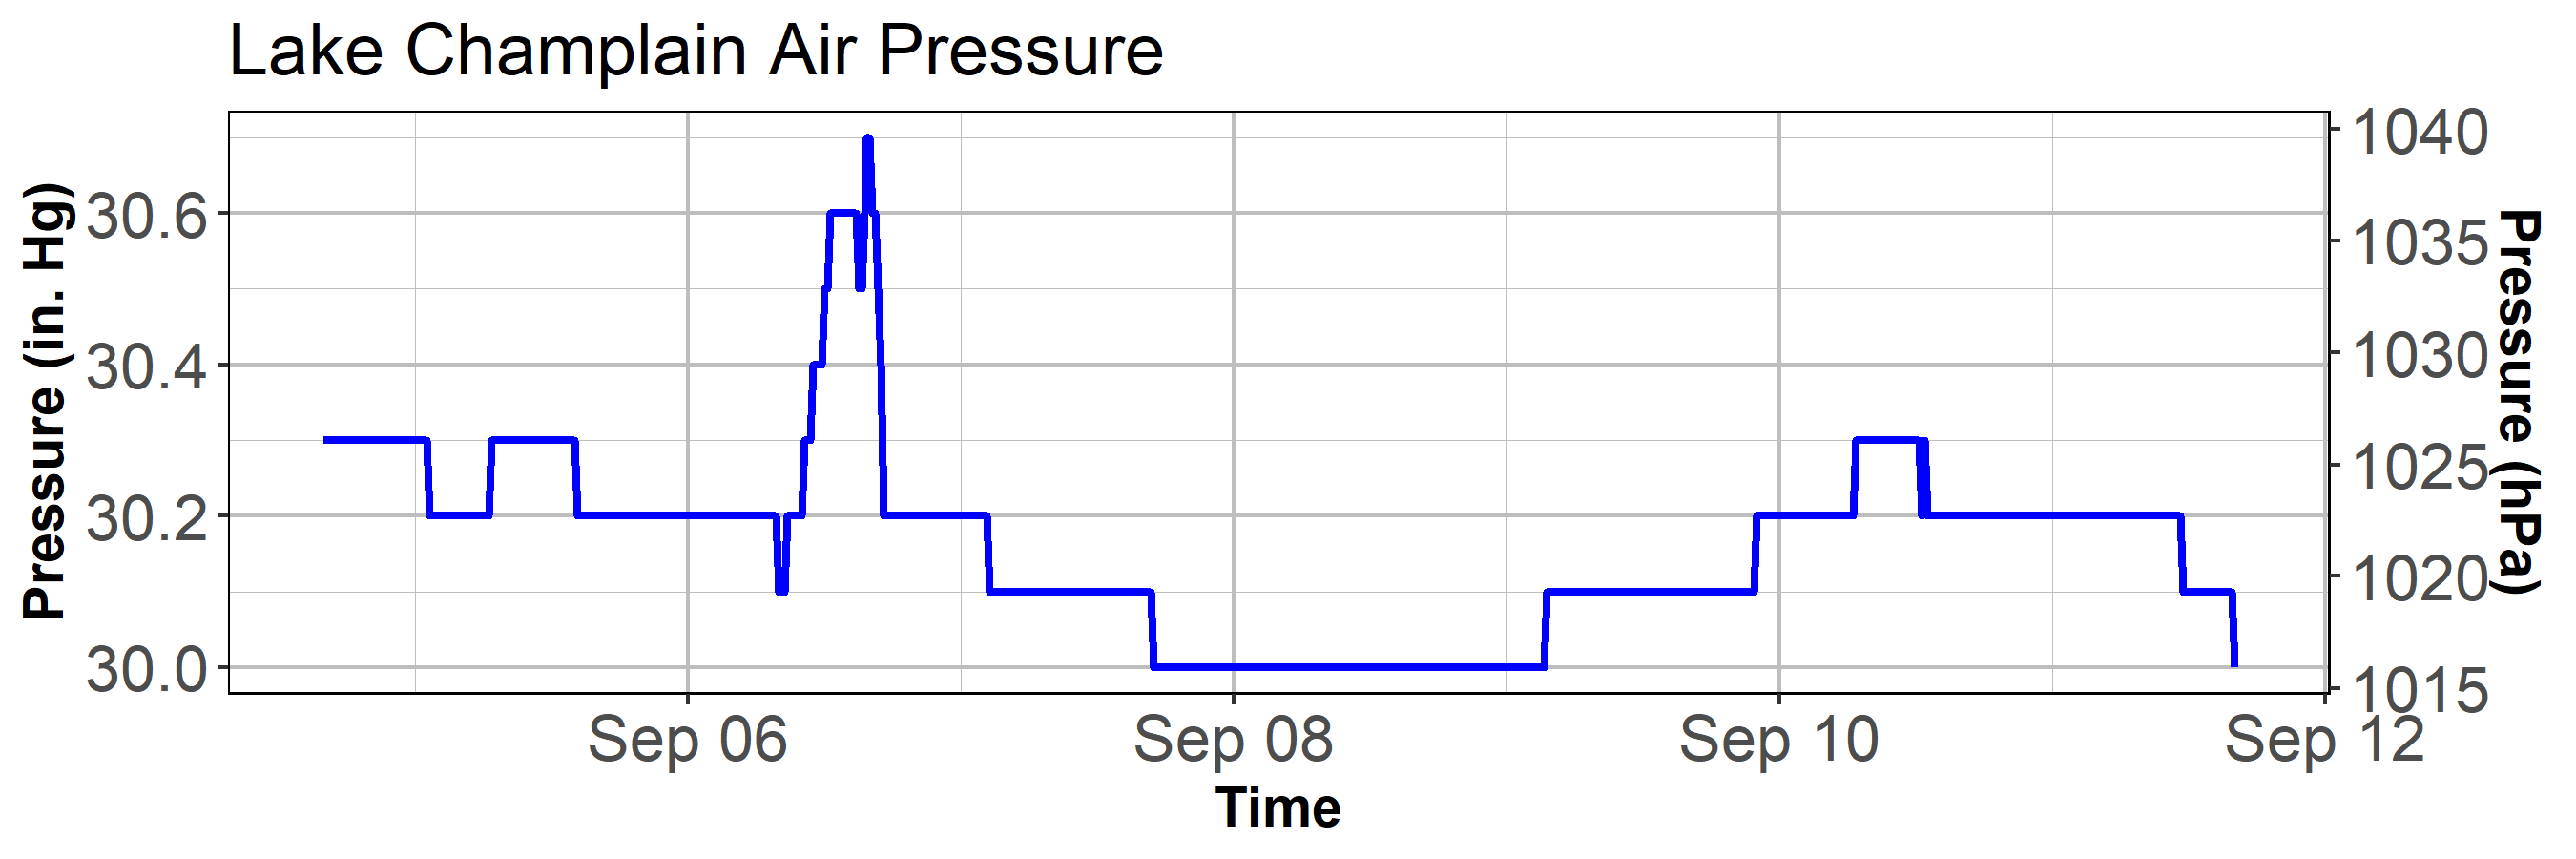 Lake Champlain Air Pressure
Pressure (in. Hg)
30.6
30.4
30.2
30.0
1040
1035
1030
1025
1020
1015
Pressure (hPa)
Sep 06
Sep 08
Sep 10
Sep 12
Time